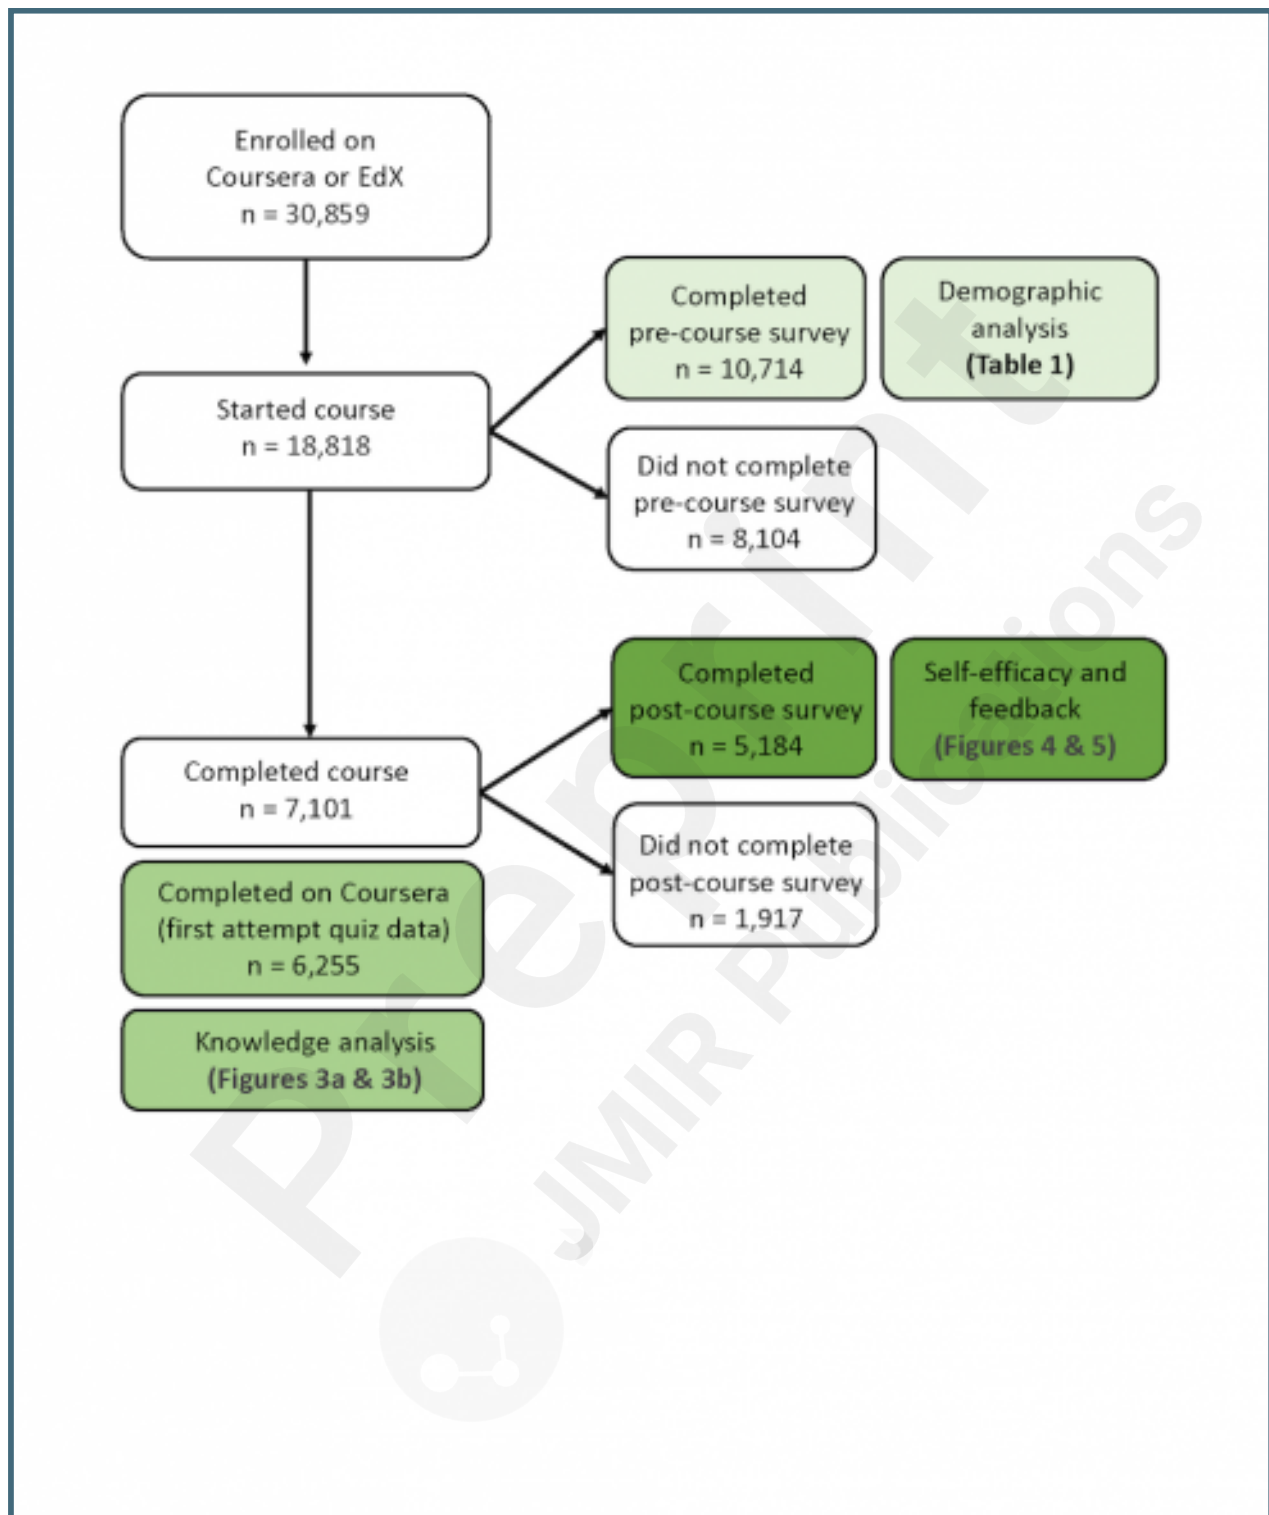 Enrolled on
Coursera or EdX
n = 30,859
Completed
pre-course survey
n = 10,714
Demographic
analysis
(Table 1)
Started course
n = 18,818
Did not complete
pre-course survey
n = 8,104
Completed
post-course survey
n = 5,184
Self-efficacy and
feedback
(Figures 4 & 5)
Completed course
n = 7,101
Did not complete
post-course survey
n = 1,917
Completed on Coursera
(first attempt quiz data)
n = 6,255
Knowledge analysis
(Figures 3a & 3b)
Preprint
JMIR Publications